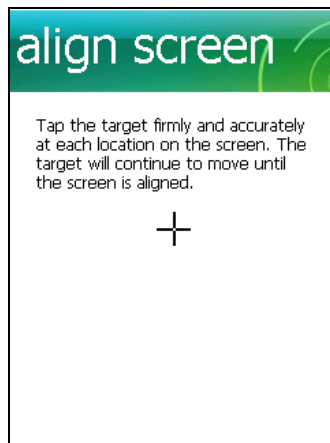 align screen
Tap the target firmly and accurately
at each location on the screen. The
target will continue to move until
the screen is aligned.